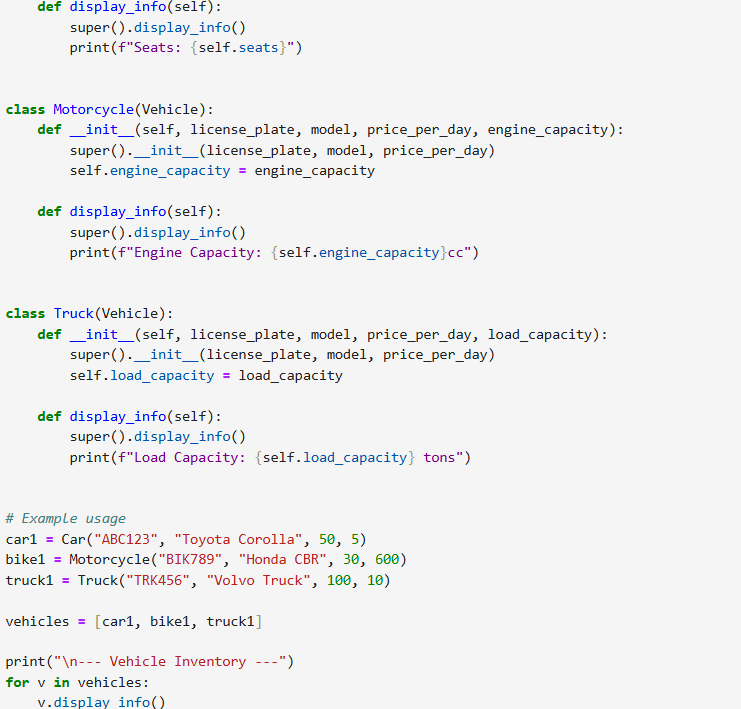 def display_info(self):
        super().display_info()
        print(f"Seats: {self.seats}")


class Motorcycle(Vehicle):
    def __init__(self, license_plate, model, price_per_day, engine_capacity):
        super().__init__(license_plate, model, price_per_day)
        self.engine_capacity = engine_capacity

    def display_info(self):
        super().display_info()
        print(f"Engine Capacity: {self.engine_capacity}cc")


class Truck(Vehicle):
    def __init__(self, license_plate, model, price_per_day, load_capacity):
        super().__init__(license_plate, model, price_per_day)
        self.load_capacity = load_capacity

    def display_info(self):
        super().display_info()
        print(f"Load Capacity: {self.load_capacity} tons")


# Example usage
car1 = Car("ABC123", "Toyota Corolla", 50, 5)
bike1 = Motorcycle("BIK789", "Honda CBR", 30, 600)
truck1 = Truck("TRK456", "Volvo Truck", 100, 10)

vehicles = [car1, bike1, truck1]

print("\n--- Vehicle Inventory ---")
for v in vehicles:
    v.display_info()